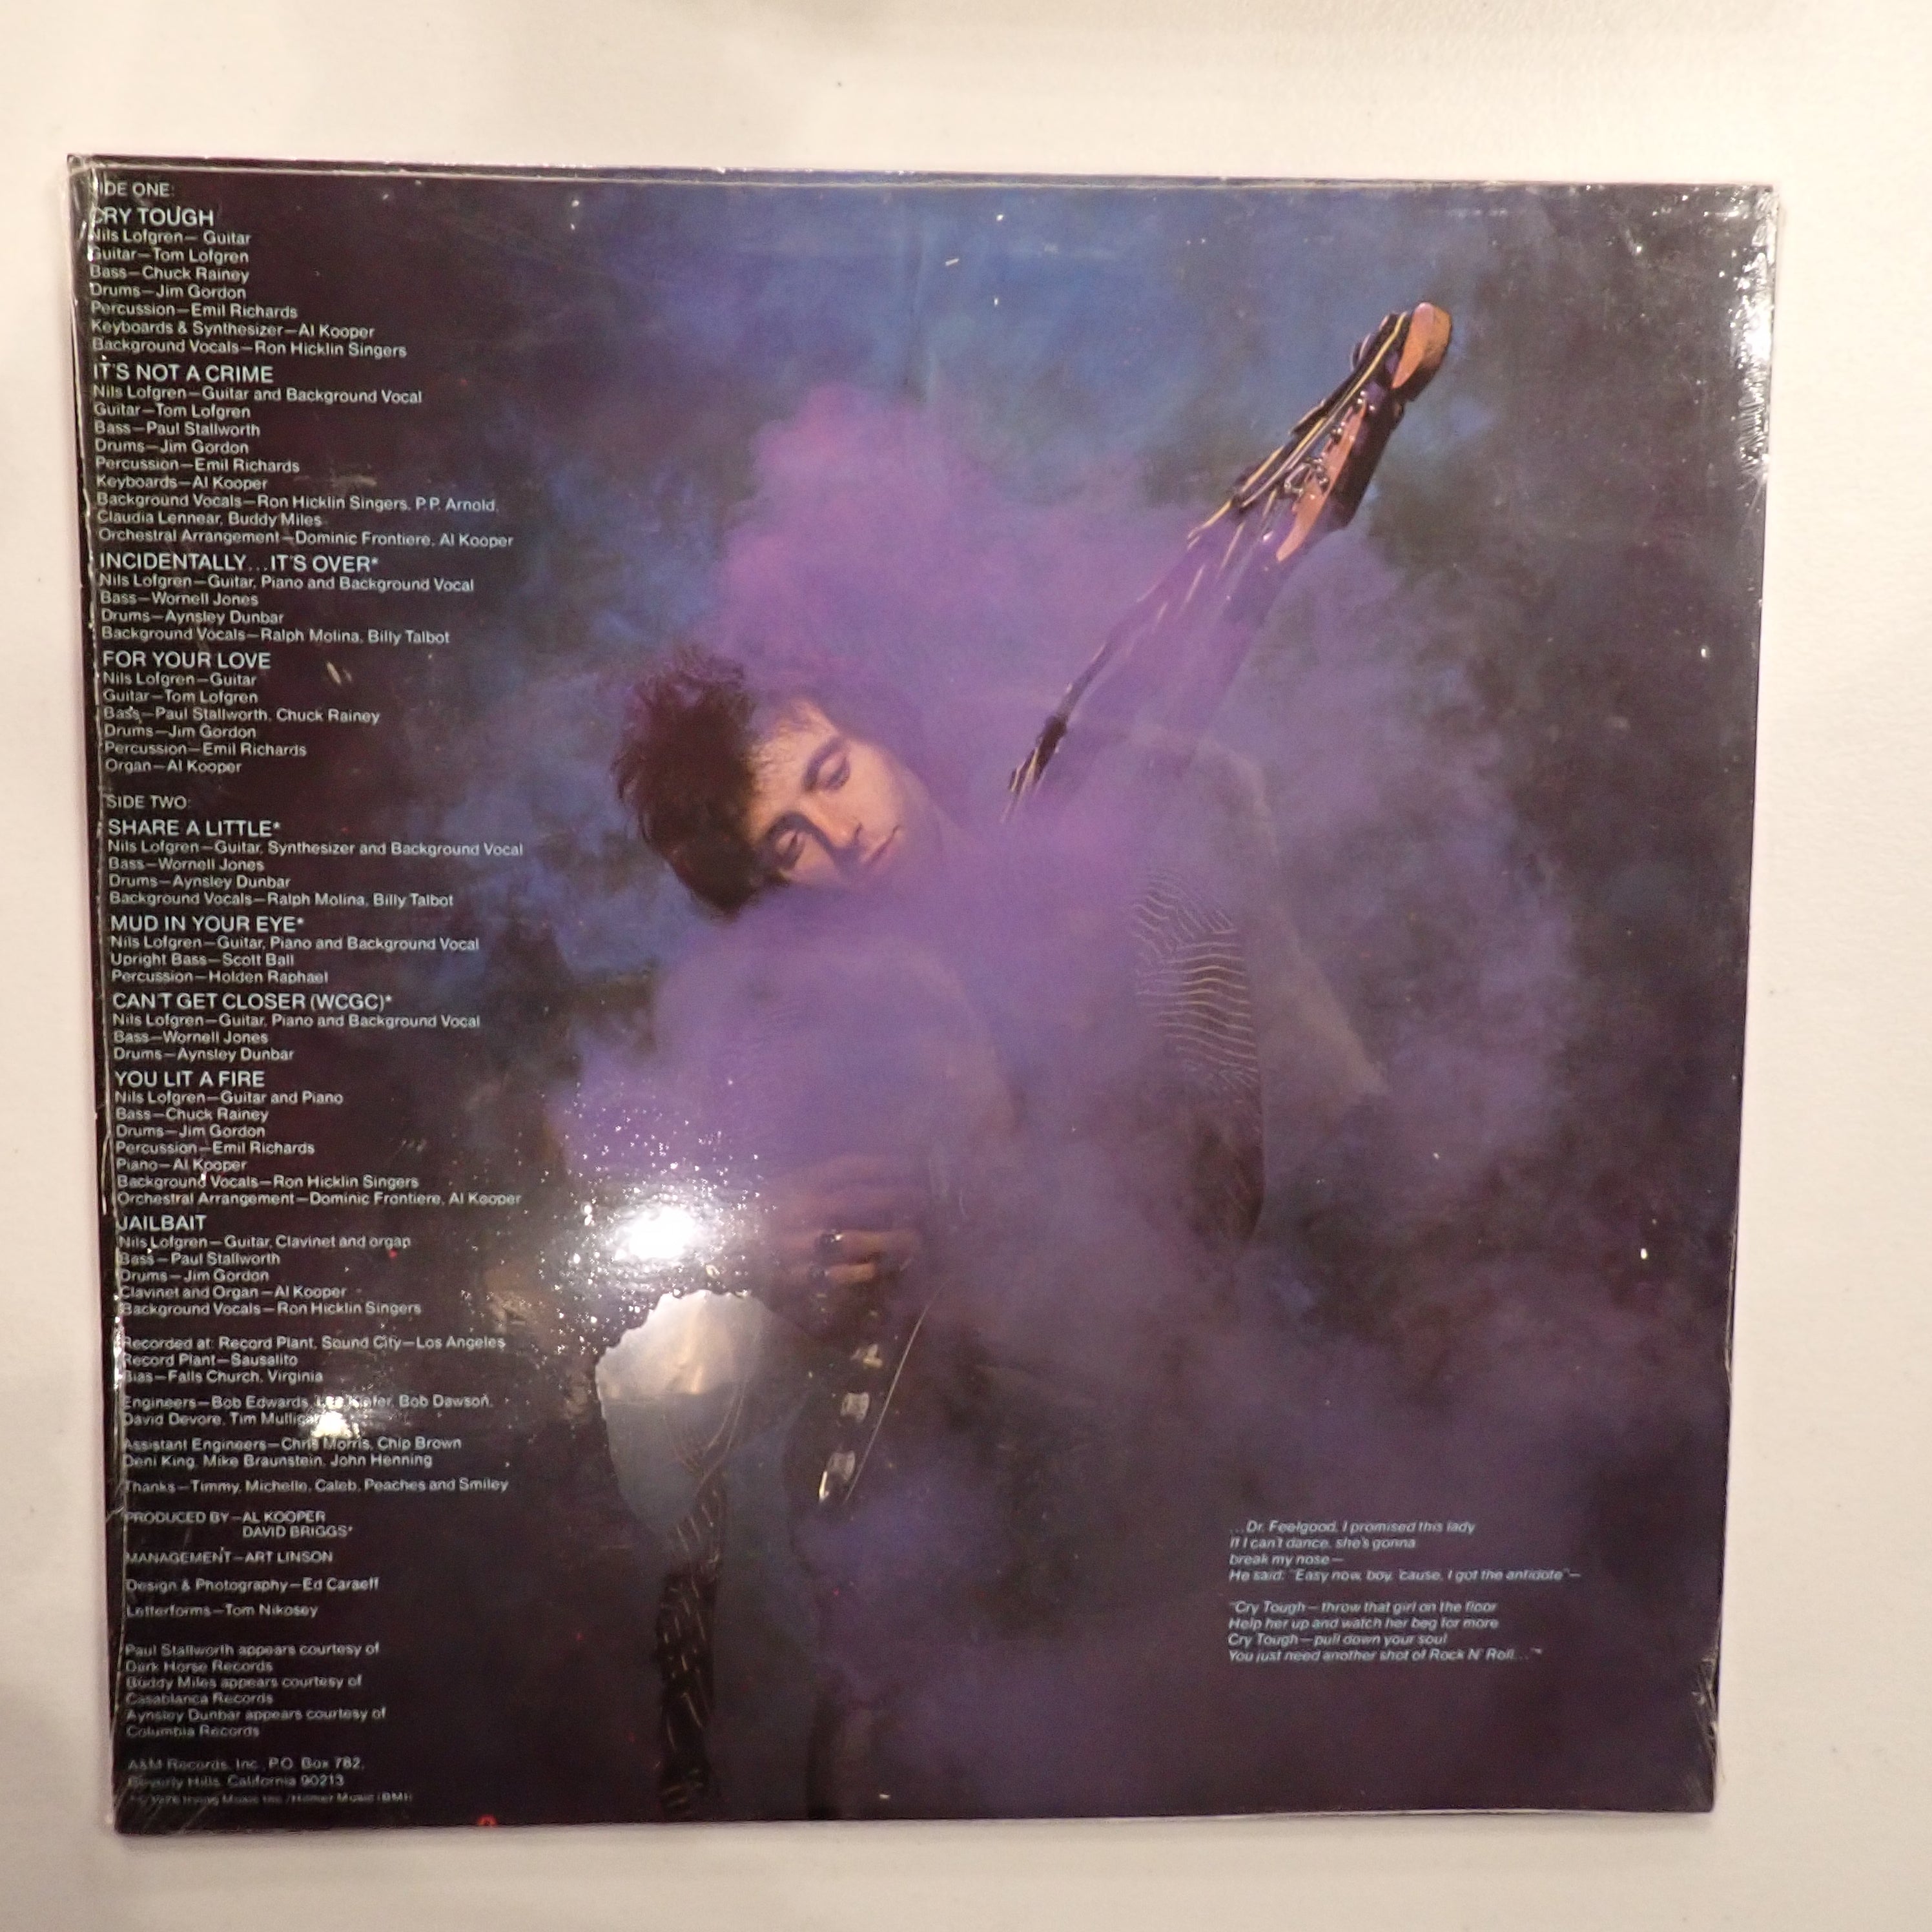 IDE ONE:
CRY TOUGH
Nils Lofgren— Guitar
Guitar—Tom Lofgren
Bass—Chuck Rainey
Drums—Jim Gordon
Percussion—Emil Richards
Keyboards & Synthesizer—Al Kooper
Background Vocals—Ron Hicklin Singers
IT'S NOT A CRIME
Nils Lofgren—Guitar and Background Vocal
Guitar—Tom Lofgren
Bass—Paul Stallworth
Drums—Jim Gordon
Percussion—Emil Richards
Keyboards—Al Kooper
Background Vocals—Ron Hicklin Singers, P.P. Arnold,
Claudia Lennear, Buddy Miles
Orchestral Arrangement—Dominic Frontiere, Al Kooper
INCIDENTALLY...IT'S OVER*
Nils Lofgren—Guitar, Piano and Background Vocal
Bass—Wornell Jones
Drums—Aynsley Dunbar
Background Vocals—Ralph Molina, Billy Talbot
FOR YOUR LOVE
Nils Lofgren—Guitar
Guitar—Tom Lofgren
Bass—Paul Stallworth, Chuck Rainey
Drums—Jim Gordon
Percussion—Emil Richards
Organ—Al Kooper
SIDE TWO:
SHARE A LITTLE*
Nils Lofgren—Guitar, Synthesizer and Background Vocal
Bass—Wornell Jones
Drums—Aynsley Dunbar
Background Vocals—Ralph Molina, Billy Talbot
MUD IN YOUR EYE*
Nils Lofgren—Guitar, Piano and Background Vocal
Upright Bass—Scott Ball
Percussion—Holden Raphael
CAN'T GET CLOSER (WCGC)*
Nils Lofgren—Guitar, Piano and Background Vocal
Bass—Wornell Jones
Drums—Aynsley Dunbar
YOU LIT A FIRE
Nils Lofgren—Guitar and Piano
Bass—Chuck Rainey
Drums—Jim Gordon
Percussion—Emil Richards
Piano—Al Kooper
Background Vocals—Ron Hicklin Singers
Orchestral Arrangement—Dominic Frontiere, Al Kooper
JAILBAIT
Nils Lofgren—Guitar, Clavinet and organ
Bass—Paul Stallworth
Drums—Jim Gordon
Clavinet and Organ—Al Kooper
Background Vocals—Ron Hicklin Singers
Recorded at: Record Plant, Sound City—Los Angeles
Record Plant—Sausalito
Bias—Falls Church, Virginia
Engineers—Bob Edwards, Bob Dawson,
David Devore, Tim Mulligan
Assistant Engineers—Chris Morris, Chip Brown
Deni King, Mike Braunstein, John Henning
Thanks—Timmy, Michelle, Caleb, Peaches and Smiley
PRODUCED BY—AL KOOPER
DAVID BRIGGS*
MANAGEMENT—ART LINSON
Design & Photography—Ed Caraeff
Letterforms—Tom Nikosey
Paul Stallworth appears courtesy of
Dark Horse Records
Buddy Miles appears courtesy of
Casablanca Records
Aynsley Dunbar appears courtesy of
Columbia Records
A&M Records, Inc., P.O. Box 782,
Beverly Hills, California 90213
1976 Irving Music Inc./Hilmer Music (BMI)
...Dr. Feelgood, I promised this lady
If I can't dance, she's gonna
break my nose—
He said: "Easy now, boy, 'cause, I got the antidote"—
"Cry Tough—throw that girl on the floor
Help her up and watch her beg for more
Cry Tough—pull down your soul
You just need another shot of Rock N' Roll..."